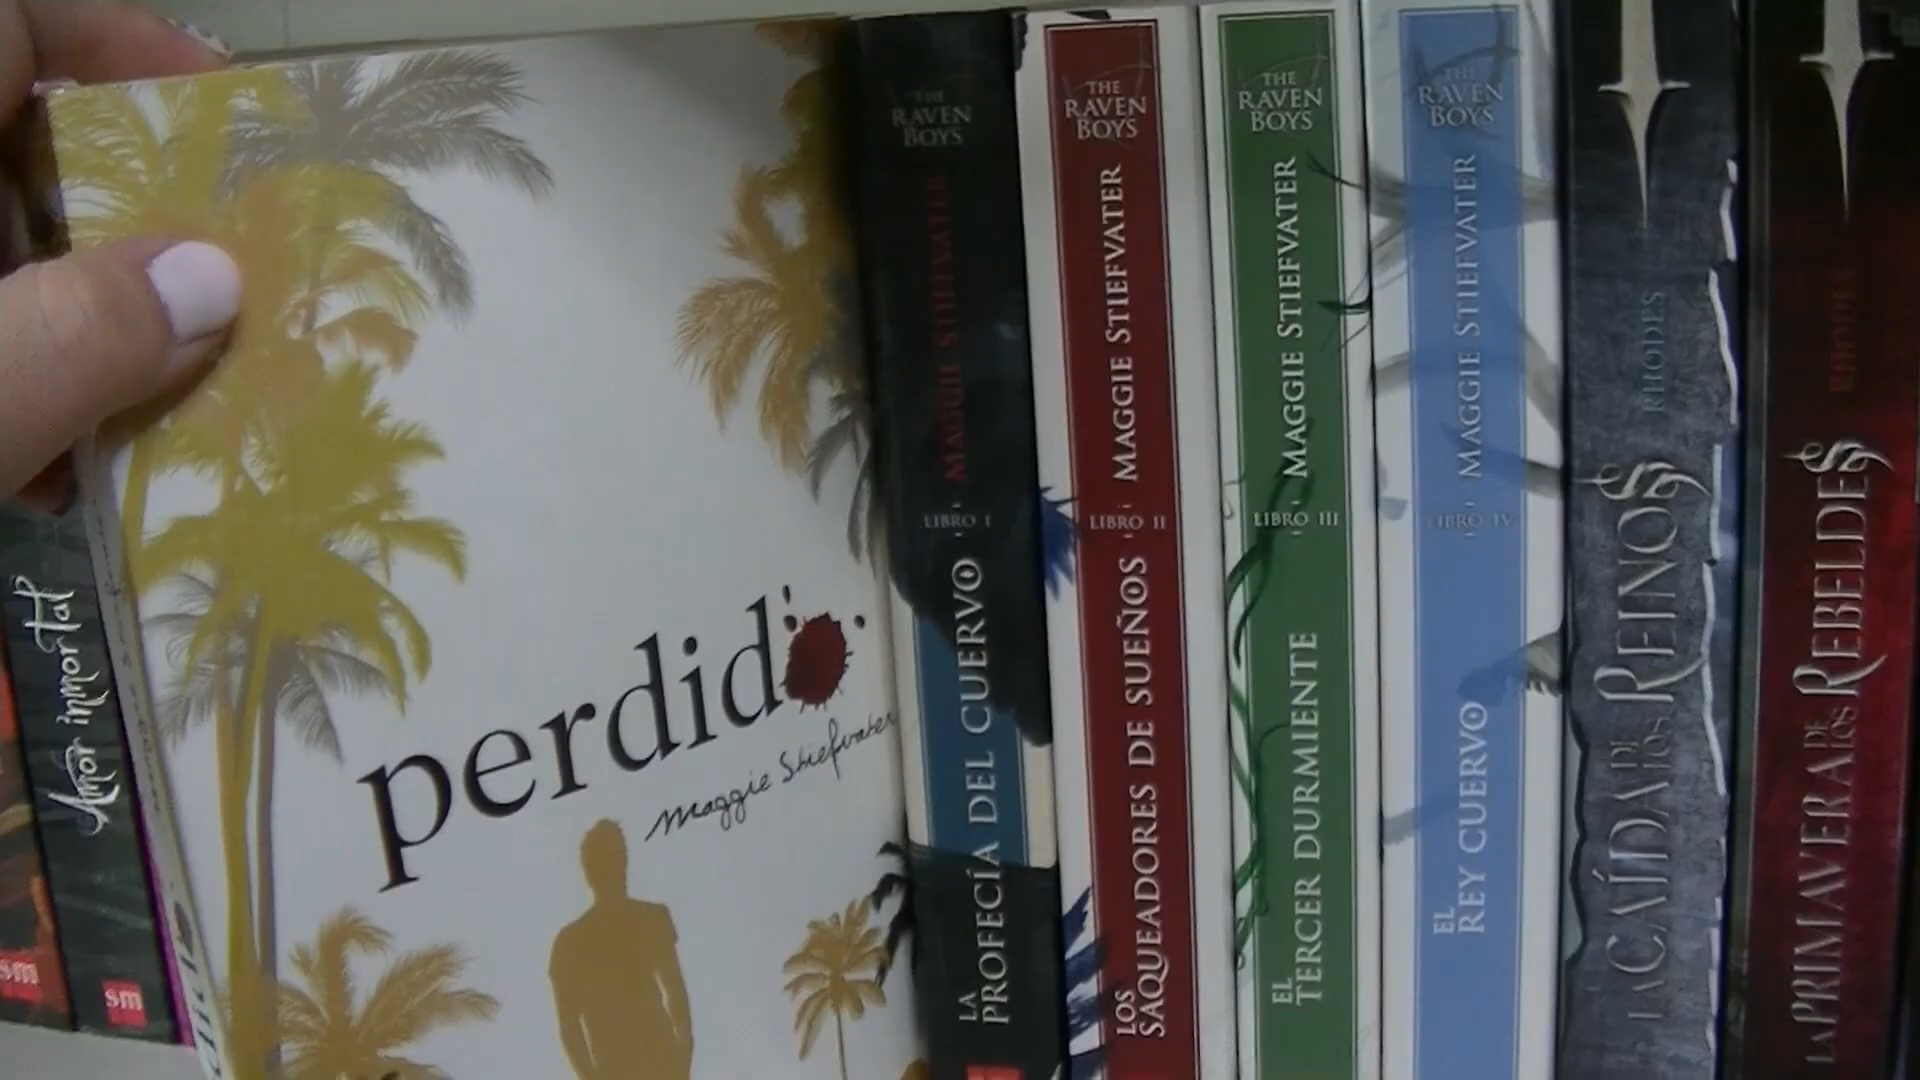 sm
Amor inmortal
sm
perdido
Maggie Stiefvater
THE
RAVEN
BOYS
MAGGIE STIEFVATER
LIBRO I
LA
PROFECÍA DEL CUERVO
THE
RAVEN
BOYS
MAGGIE STIEFVATER
LIBRO II
LOS
SAQUEADORES DE SUEÑOS
THE
RAVEN
BOYS
MAGGIE STIEFVATER
LIBRO III
EL
TERCER DURMIENTE
THE
RAVEN
BOYS
MAGGIE STIEFVATER
LIBRO IV
EL
REY CUERVO
RHODES
LA CAÍDA DE LOS REINOS
RHODES
LA PRIMAVERA DE LOS REBELDES